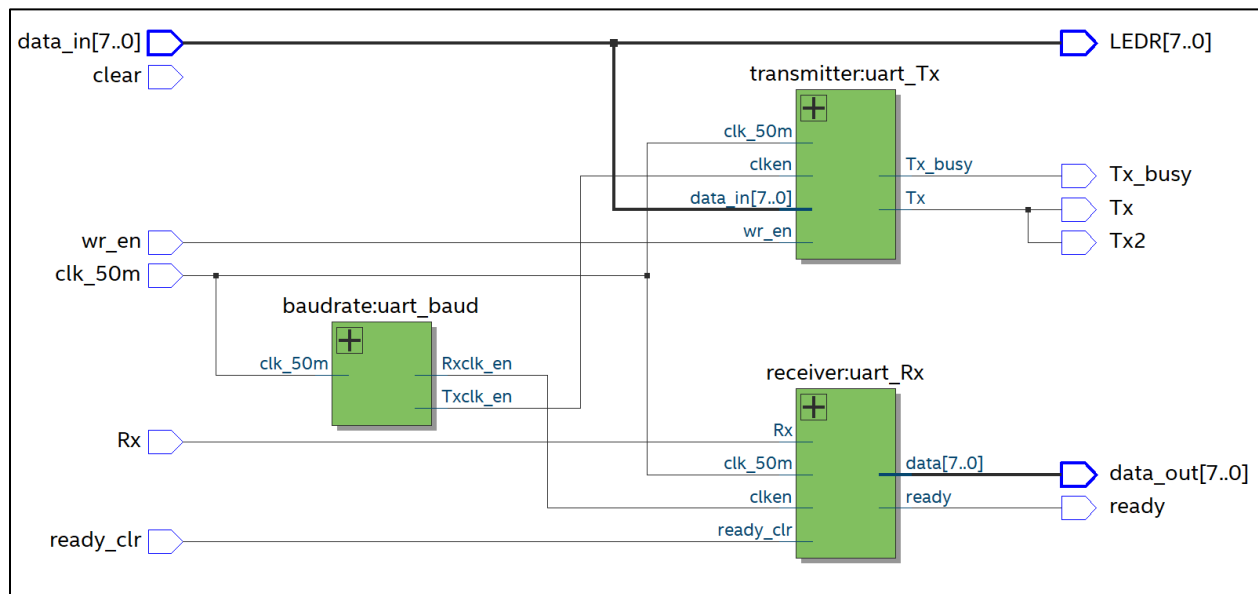 data_in[7..0]
LEDR[7..0]
clear
transmitter:uart_Tx
clk_50m
clken
Tx_busy
Tx_busy
data_in[7..0]
Tx
Tx
wr_en
wr_en
Tx2
clk_50m
baudrate:uart_baud
clk_50m
Rxclk_en
Txclk_en
receiver:uart_Rx
Rx
Rx
clk_50m
data[7..0]
data_out[7..0]
clken
ready
ready
ready_clr
ready_clr